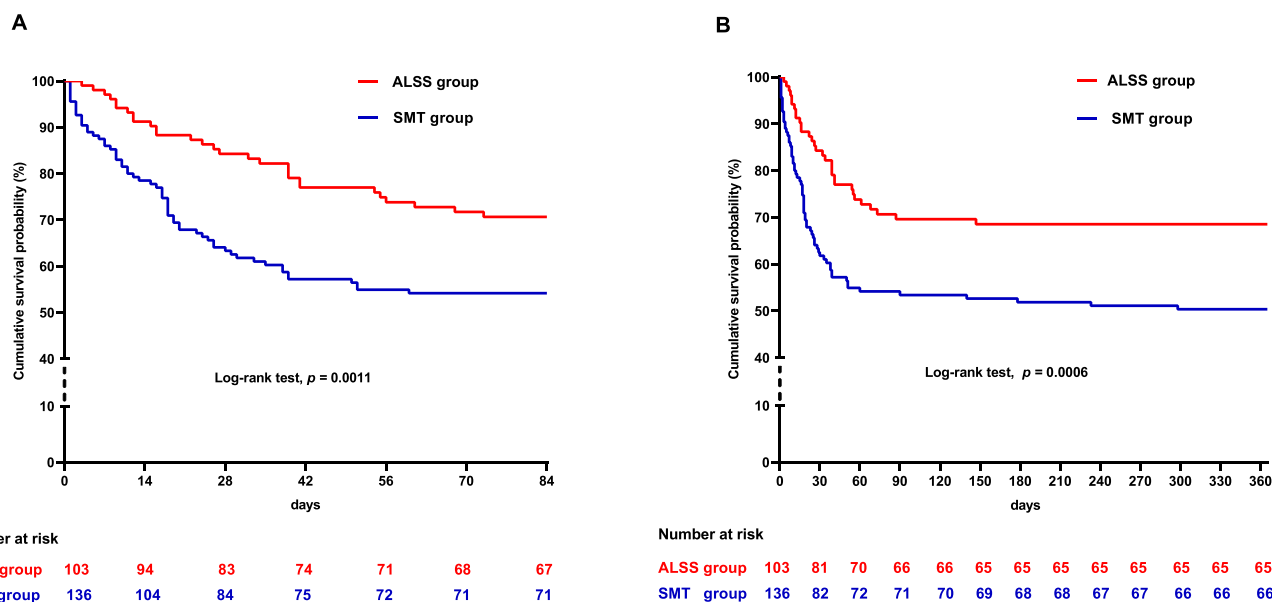 A
ALSS group
SMT group
Cumulative survival probability (%)
100
90
80
70
60
50
40
10
0
Log-rank test, p = 0.0011
0 14 28 42 56 70 84
days
er at risk
group 103 94 83 74 71 68 67
group 136 104 84 75 72 71 71
B
ALSS group
SMT group
Cumulative survival probability (%)
100
90
80
70
60
50
40
10
0
Log-rank test, p = 0.0006
0 30 60 90 120 150 180 210 240 270 300 330 360
days
Number at risk
ALSS group 103 81 70 66 66 65 65 65 65 65 65 65 65
SMT group 136 82 72 71 70 69 68 68 67 67 66 66 66